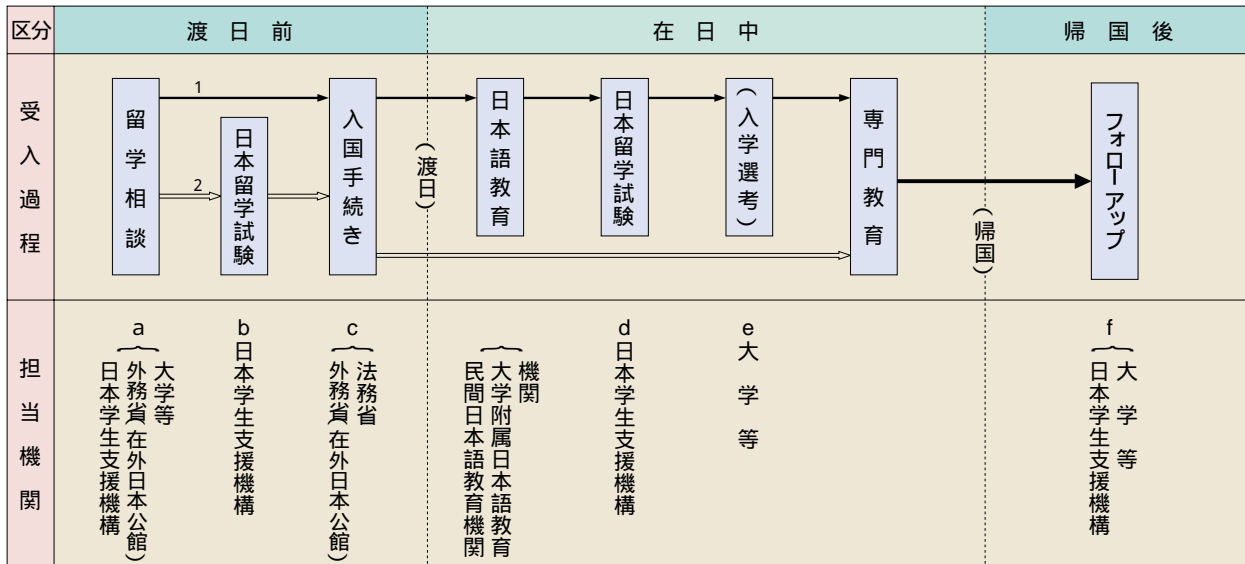 区分
渡日前
在日中
帰国後
受入過程
留学相談
1
2
日本留学試験
入国手続き
（渡日）
日本語教育
日本留学試験
（入学選考）
専門教育
（帰国）
フォローアップ
担当機関
a
大学等
外務省（在外日本公館）
日本学生支援機構
b
日本学生支援機構
c
法務省
外務省（在外日本公館）
機関
大学附属日本語教育
民間日本語教育機関
d
日本学生支援機構
e
大学等
f
大学等
日本学生支援機構